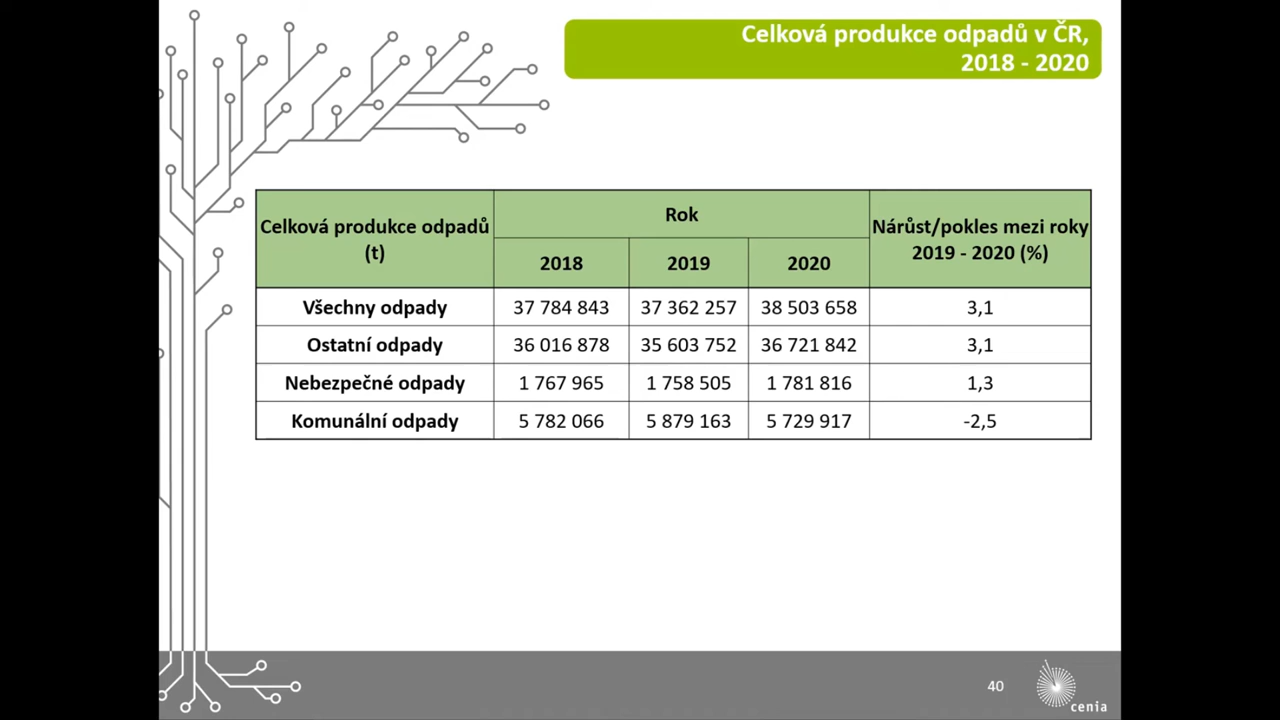 Celková produkce odpadů v ČR,
2018 - 2020
Celková produkce odpadů
(t)
Rok
Nárůst/pokles mezi roky
2019 - 2020 (%)
2018 2019 2020
Všechny odpady 37 784 843 37 362 257 38 503 658 3,1
Ostatní odpady 36 016 878 35 603 752 36 721 842 3,1
Nebezpečné odpady 1 767 965 1 758 505 1 781 816 1,3
Komunální odpady 5 782 066 5 879 163 5 729 917 -2,5
40
cenia